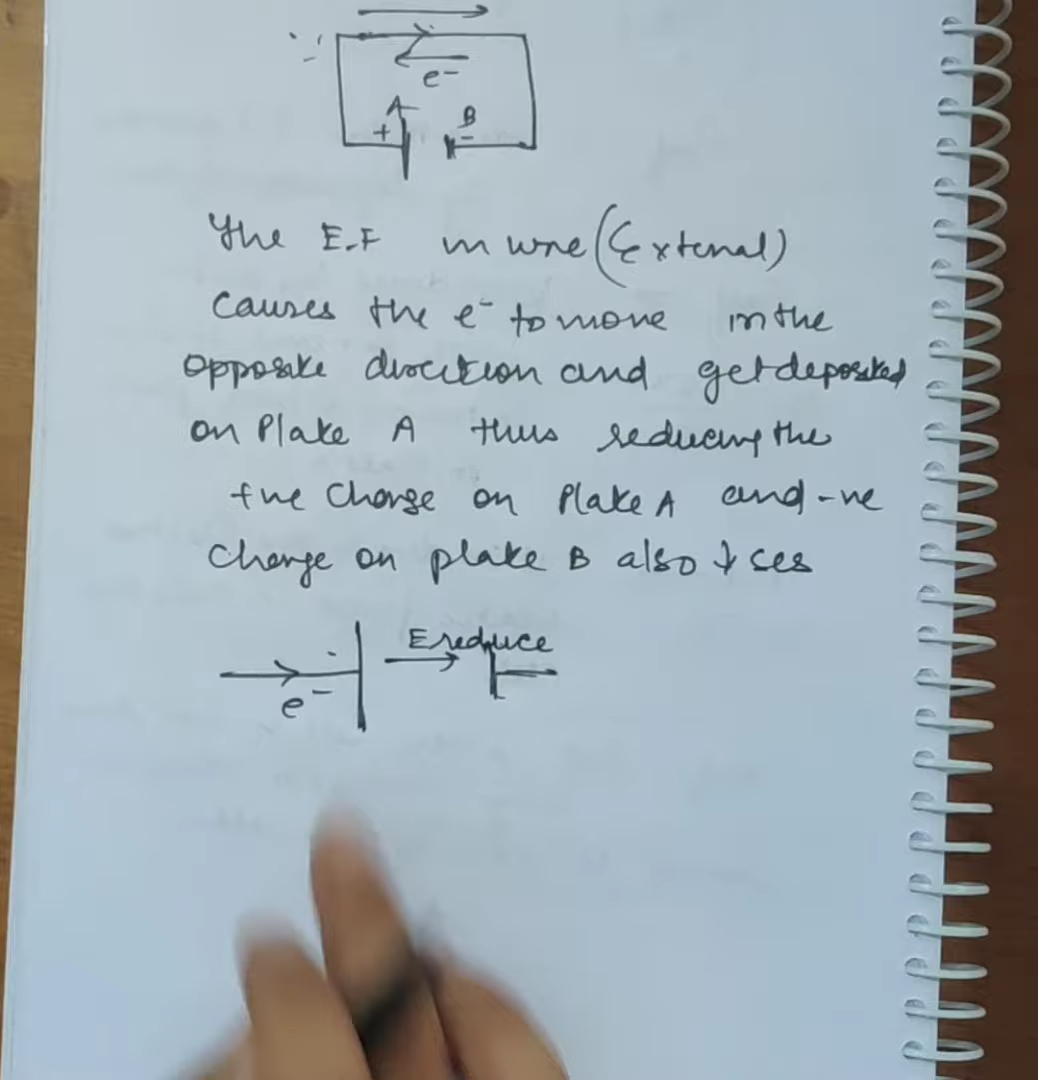 e⁻
A
B
+
-
The E.F in wire (External)
causes the e⁻ to move in the
opposite direction and get deposited
on Plate A thus reducing the
+ve charge on Plate A and -ve
charge on plate B also ↓ses
E reduce
e⁻